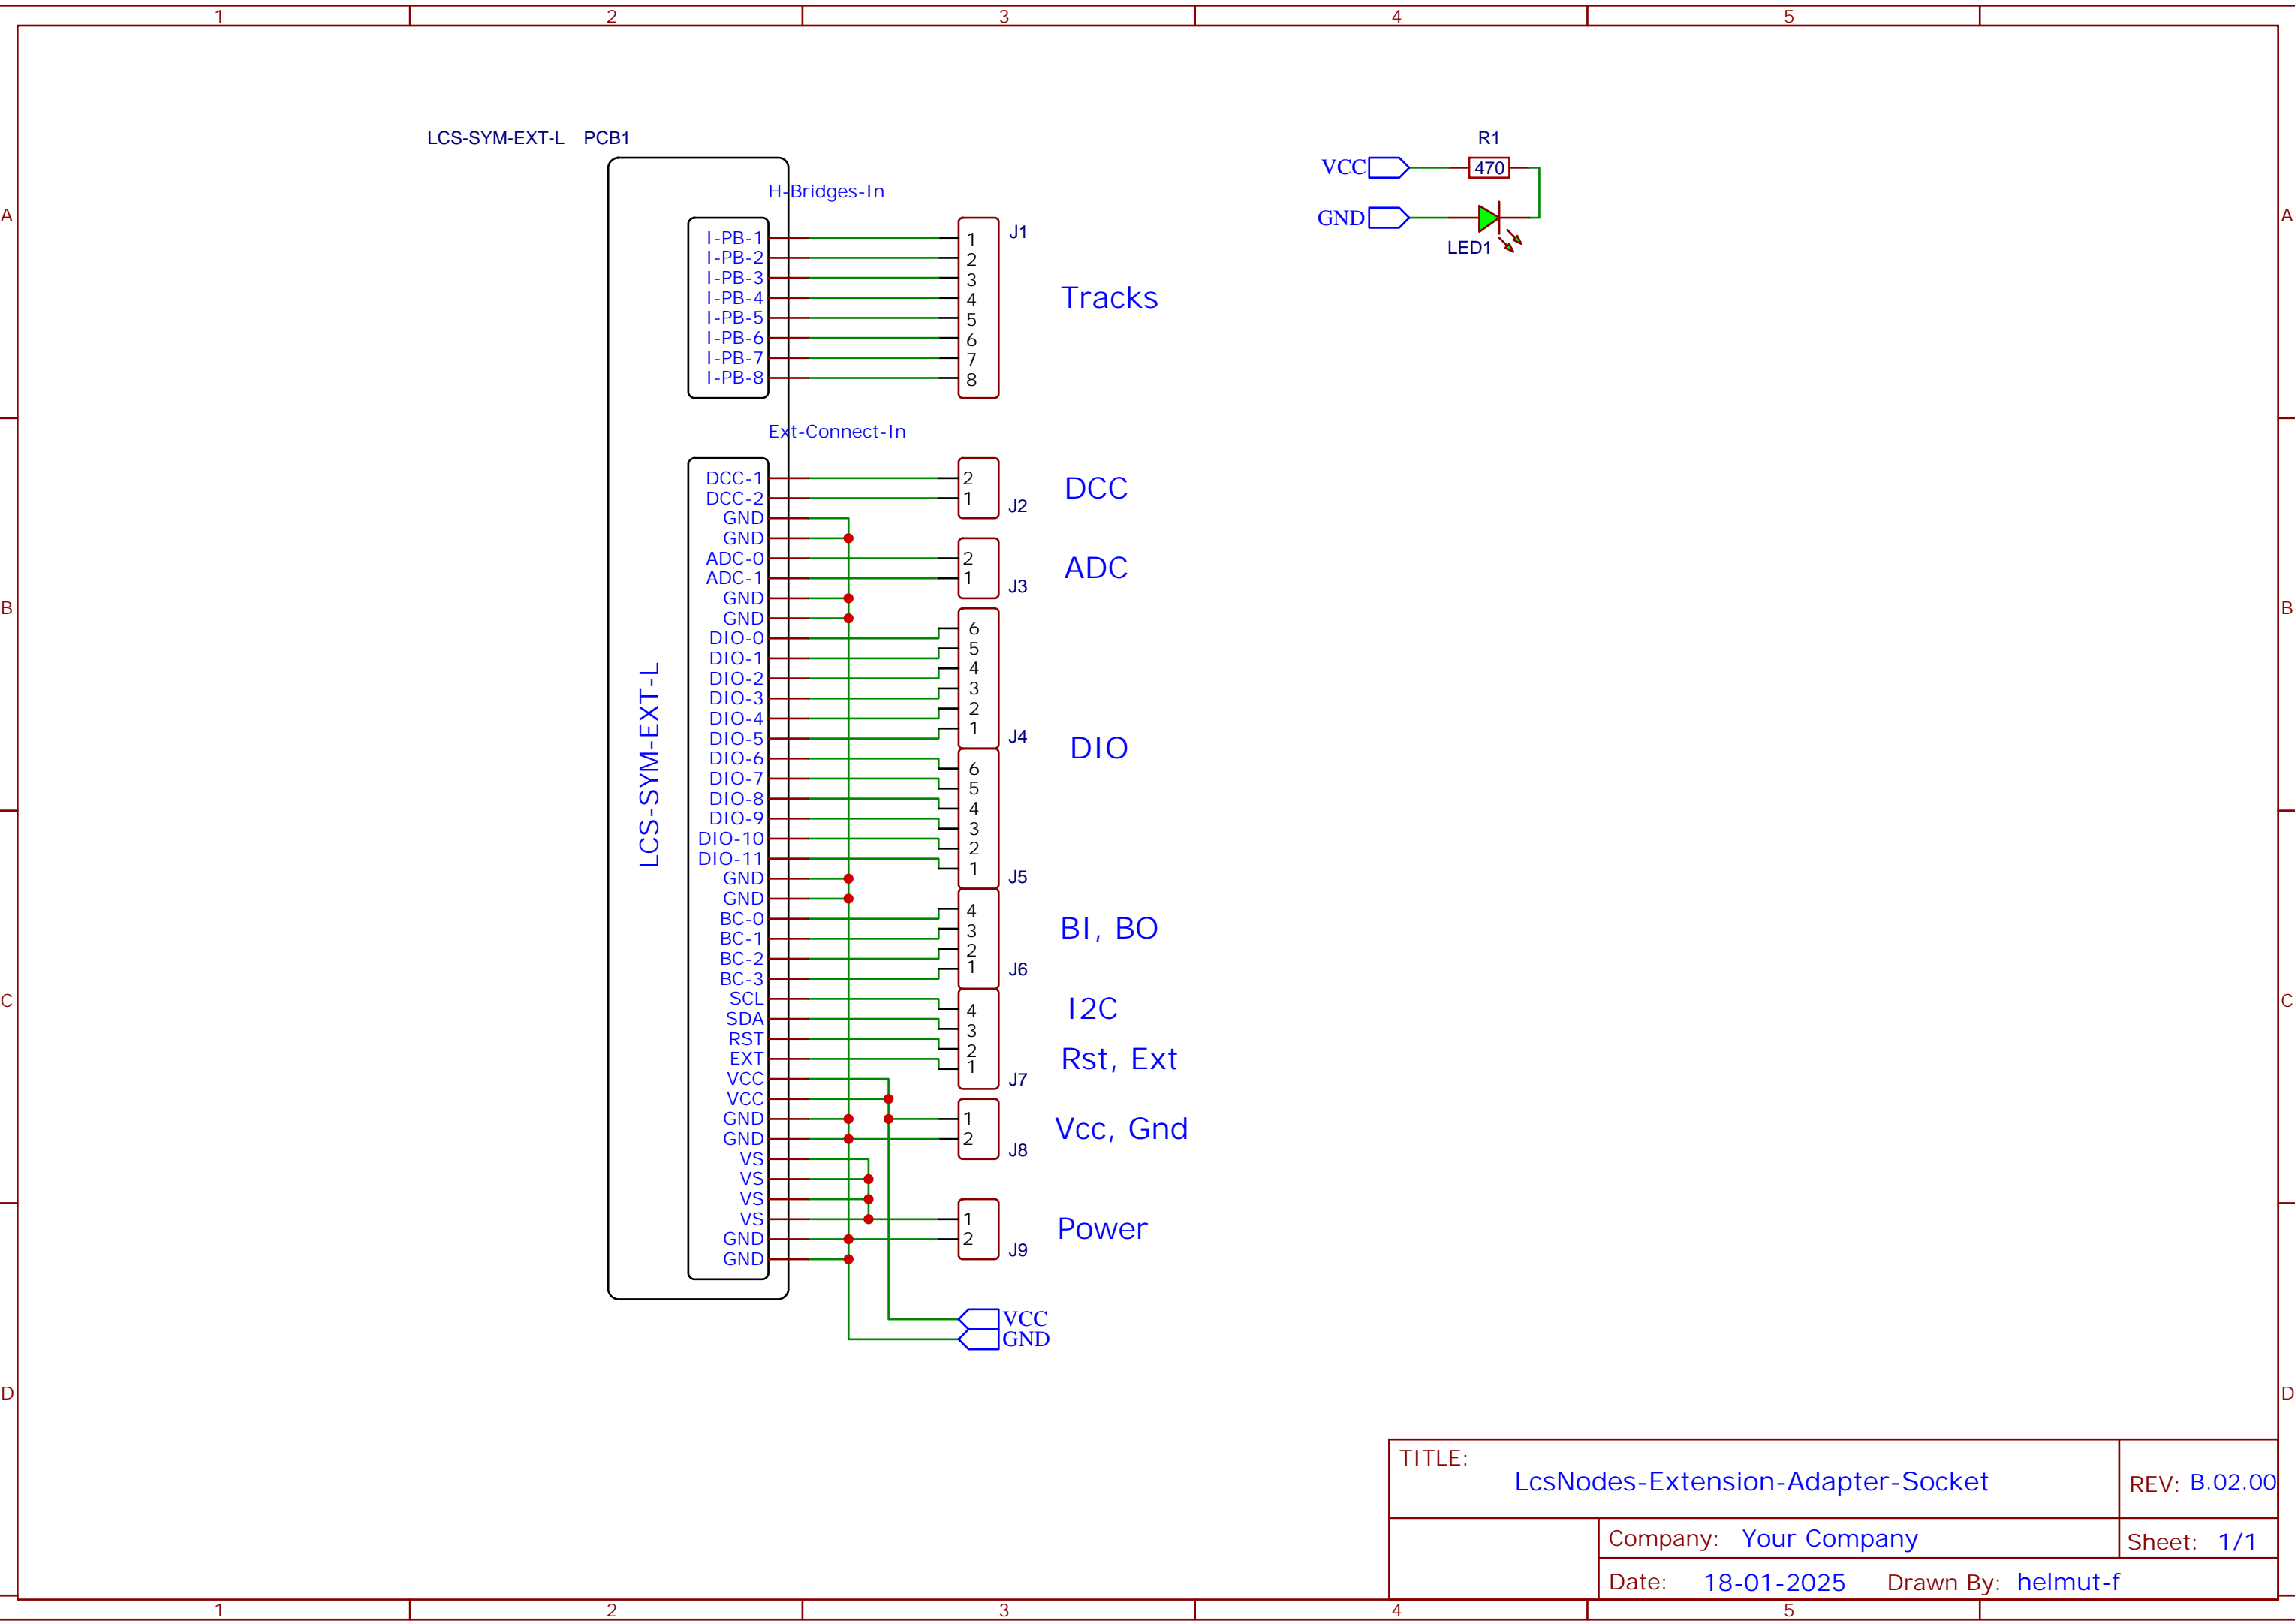 1 2 3 4 5
LCS-SYM-EXT-L PCB1
R1
VCC 470
GND
LED1
A A
H-Bridges-In
J1
I-PB-1 1
I-PB-2 2
I-PB-3 3
I-PB-4 4
I-PB-5 5
I-PB-6 6
I-PB-7 7
I-PB-8 8
Tracks
Ext-Connect-In
DCC-1 2
DCC-2 1
J2
DCC
GND
GND
ADC-0 2
ADC-1 1
J3
ADC
B B
GND
GND
DIO-0 6
DIO-1 5
DIO-2 4
DIO-3 3
DIO-4 2
DIO-5 1
J4
DIO
LCS-SYM-EXT-L
DIO-6 6
DIO-7 5
DIO-8 4
DIO-9 3
DIO-10 2
DIO-11 1
J5
GND
GND
BC-0 4
BC-1 3
BC-2 2
BC-3 1
J6
BI, BO
C C
SCL 4
SDA 3
RST 2
EXT 1
J7
I2C
Rst, Ext
VCC
VCC
GND 1
GND 2
J8
Vcc, Gnd
VS
VS
VS
VS 1
GND 2
GND
J9
Power
VCC
GND
D D
TITLE:
LcsNodes-Extension-Adapter-Socket
REV: B.02.00
Company: Your Company
Sheet: 1/1
Date: 18-01-2025 Drawn By: helmut-f
1 2 3 4 5